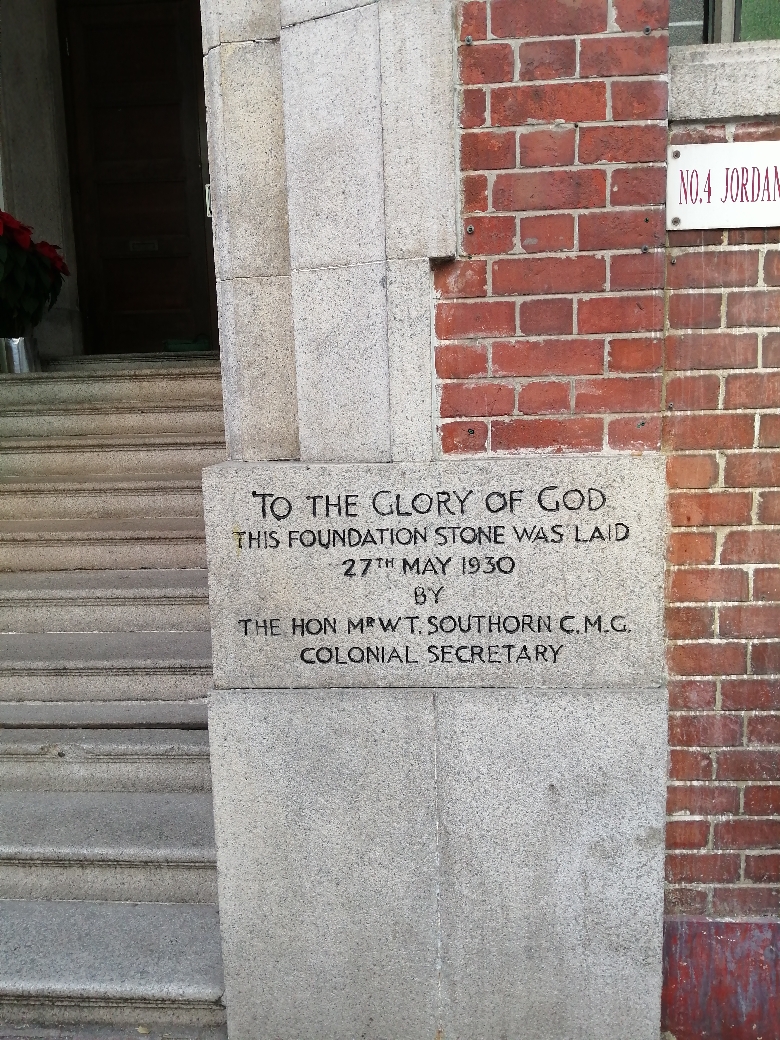 TO THE GLORY OF GOD
THIS FOUNDATION STONE WAS LAID
27TH MAY 1930
BY
THE HON MR W.T. SOUTHORN C.M.G.
COLONIAL SECRETARY
NO.4 JORDAN